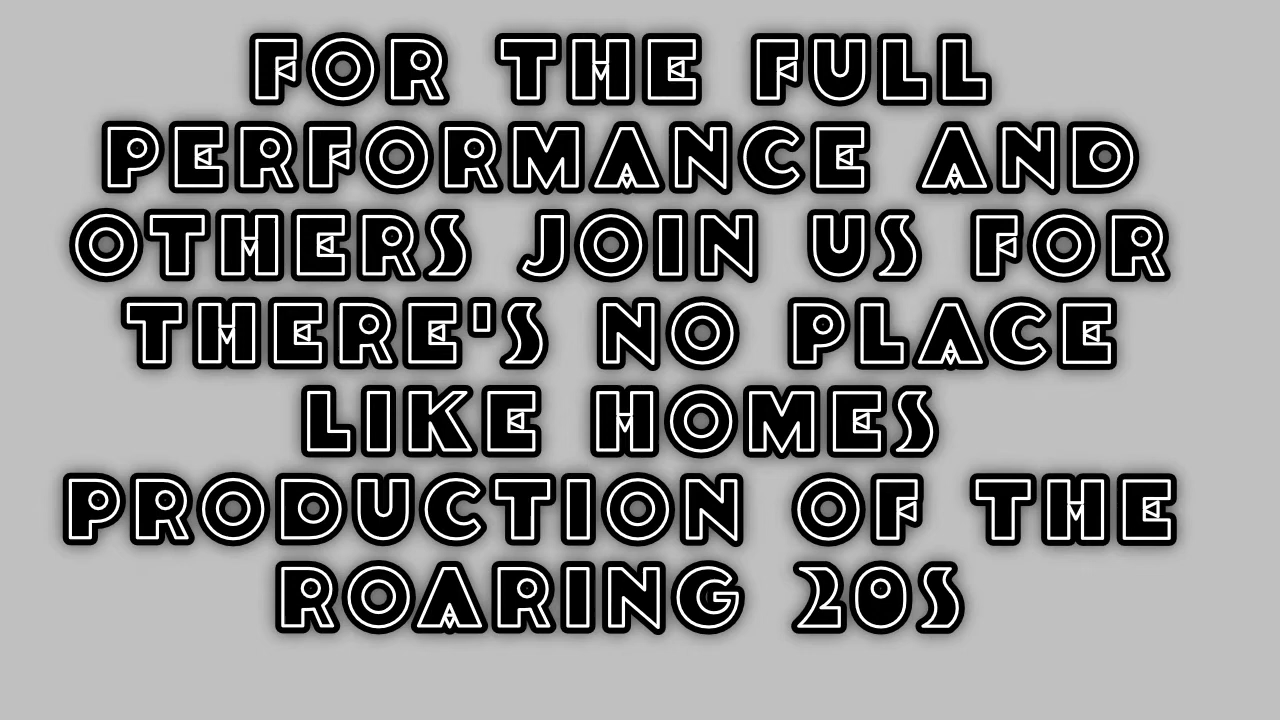 FOR THE FULL
PERFORMANCE AND
OTHERS JOIN US FOR
THERE'S NO PLACE
LIKE HOMES
PRODUCTION OF THE
ROARING 20S